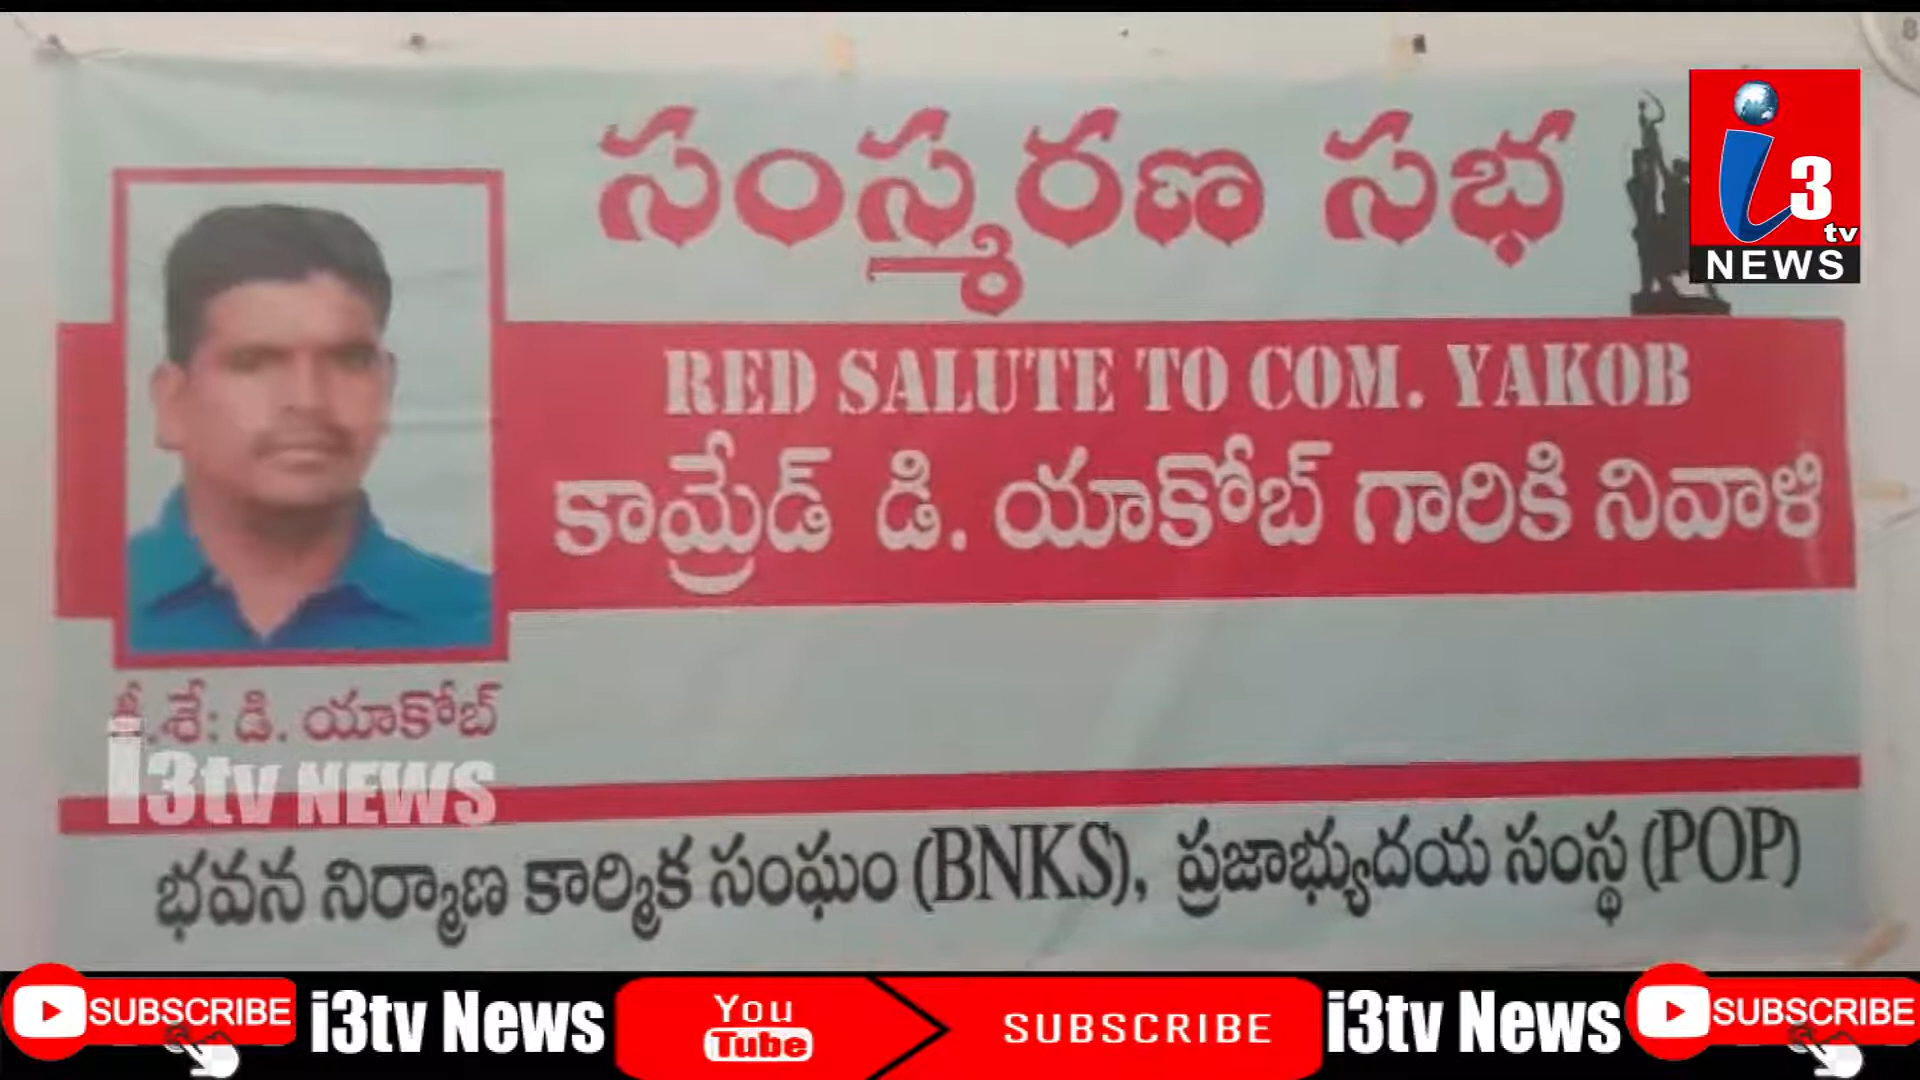 సంస్మరణ సభ
i3
tv
NEWS
RED SALUTE TO COM. YAKOB
కామ్రేడ్ డి. యాకోబ్ గారికి నివాళి
కీ.శే: డి. యాకోబ్
i3tv NEWS
భవన నిర్మాణ కార్మిక సంఘం (BNKS), ప్రజాభ్యుదయ సంస్థ (POP)
SUBSCRIBE i3tv News You Tube SUBSCRIBE i3tv News SUBSCRIBE